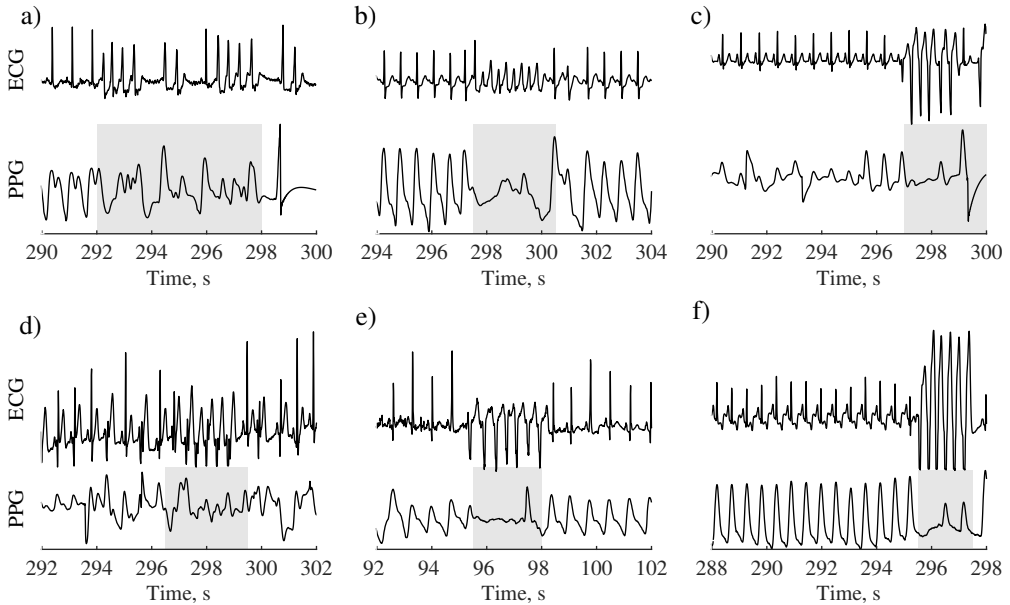 a) b) c)
ECG
PPG
290 292 294 296 298 300 294 296 298 300 302 304 290 292 294 296 298 300
Time, s Time, s Time, s
d) e) f)
ECG
PPG
292 294 296 298 300 302 92 94 96 98 100 102 288 290 292 294 296 298
Time, s Time, s Time, s